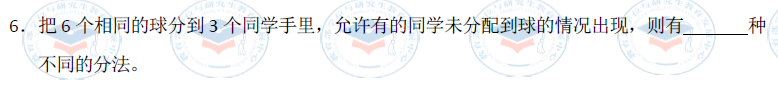 6. 把 6 个相同的球分到 3 个同学手里，允许有的同学未分配到球的情况出现，则有_______种
不同的分法。